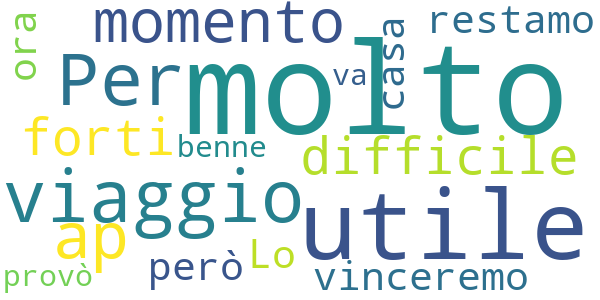 momento
restamo
ora
casa
Per
molto
va
forti
benne
difficile
viaggio
utile
ap
Lo
però
provò
vinceremo